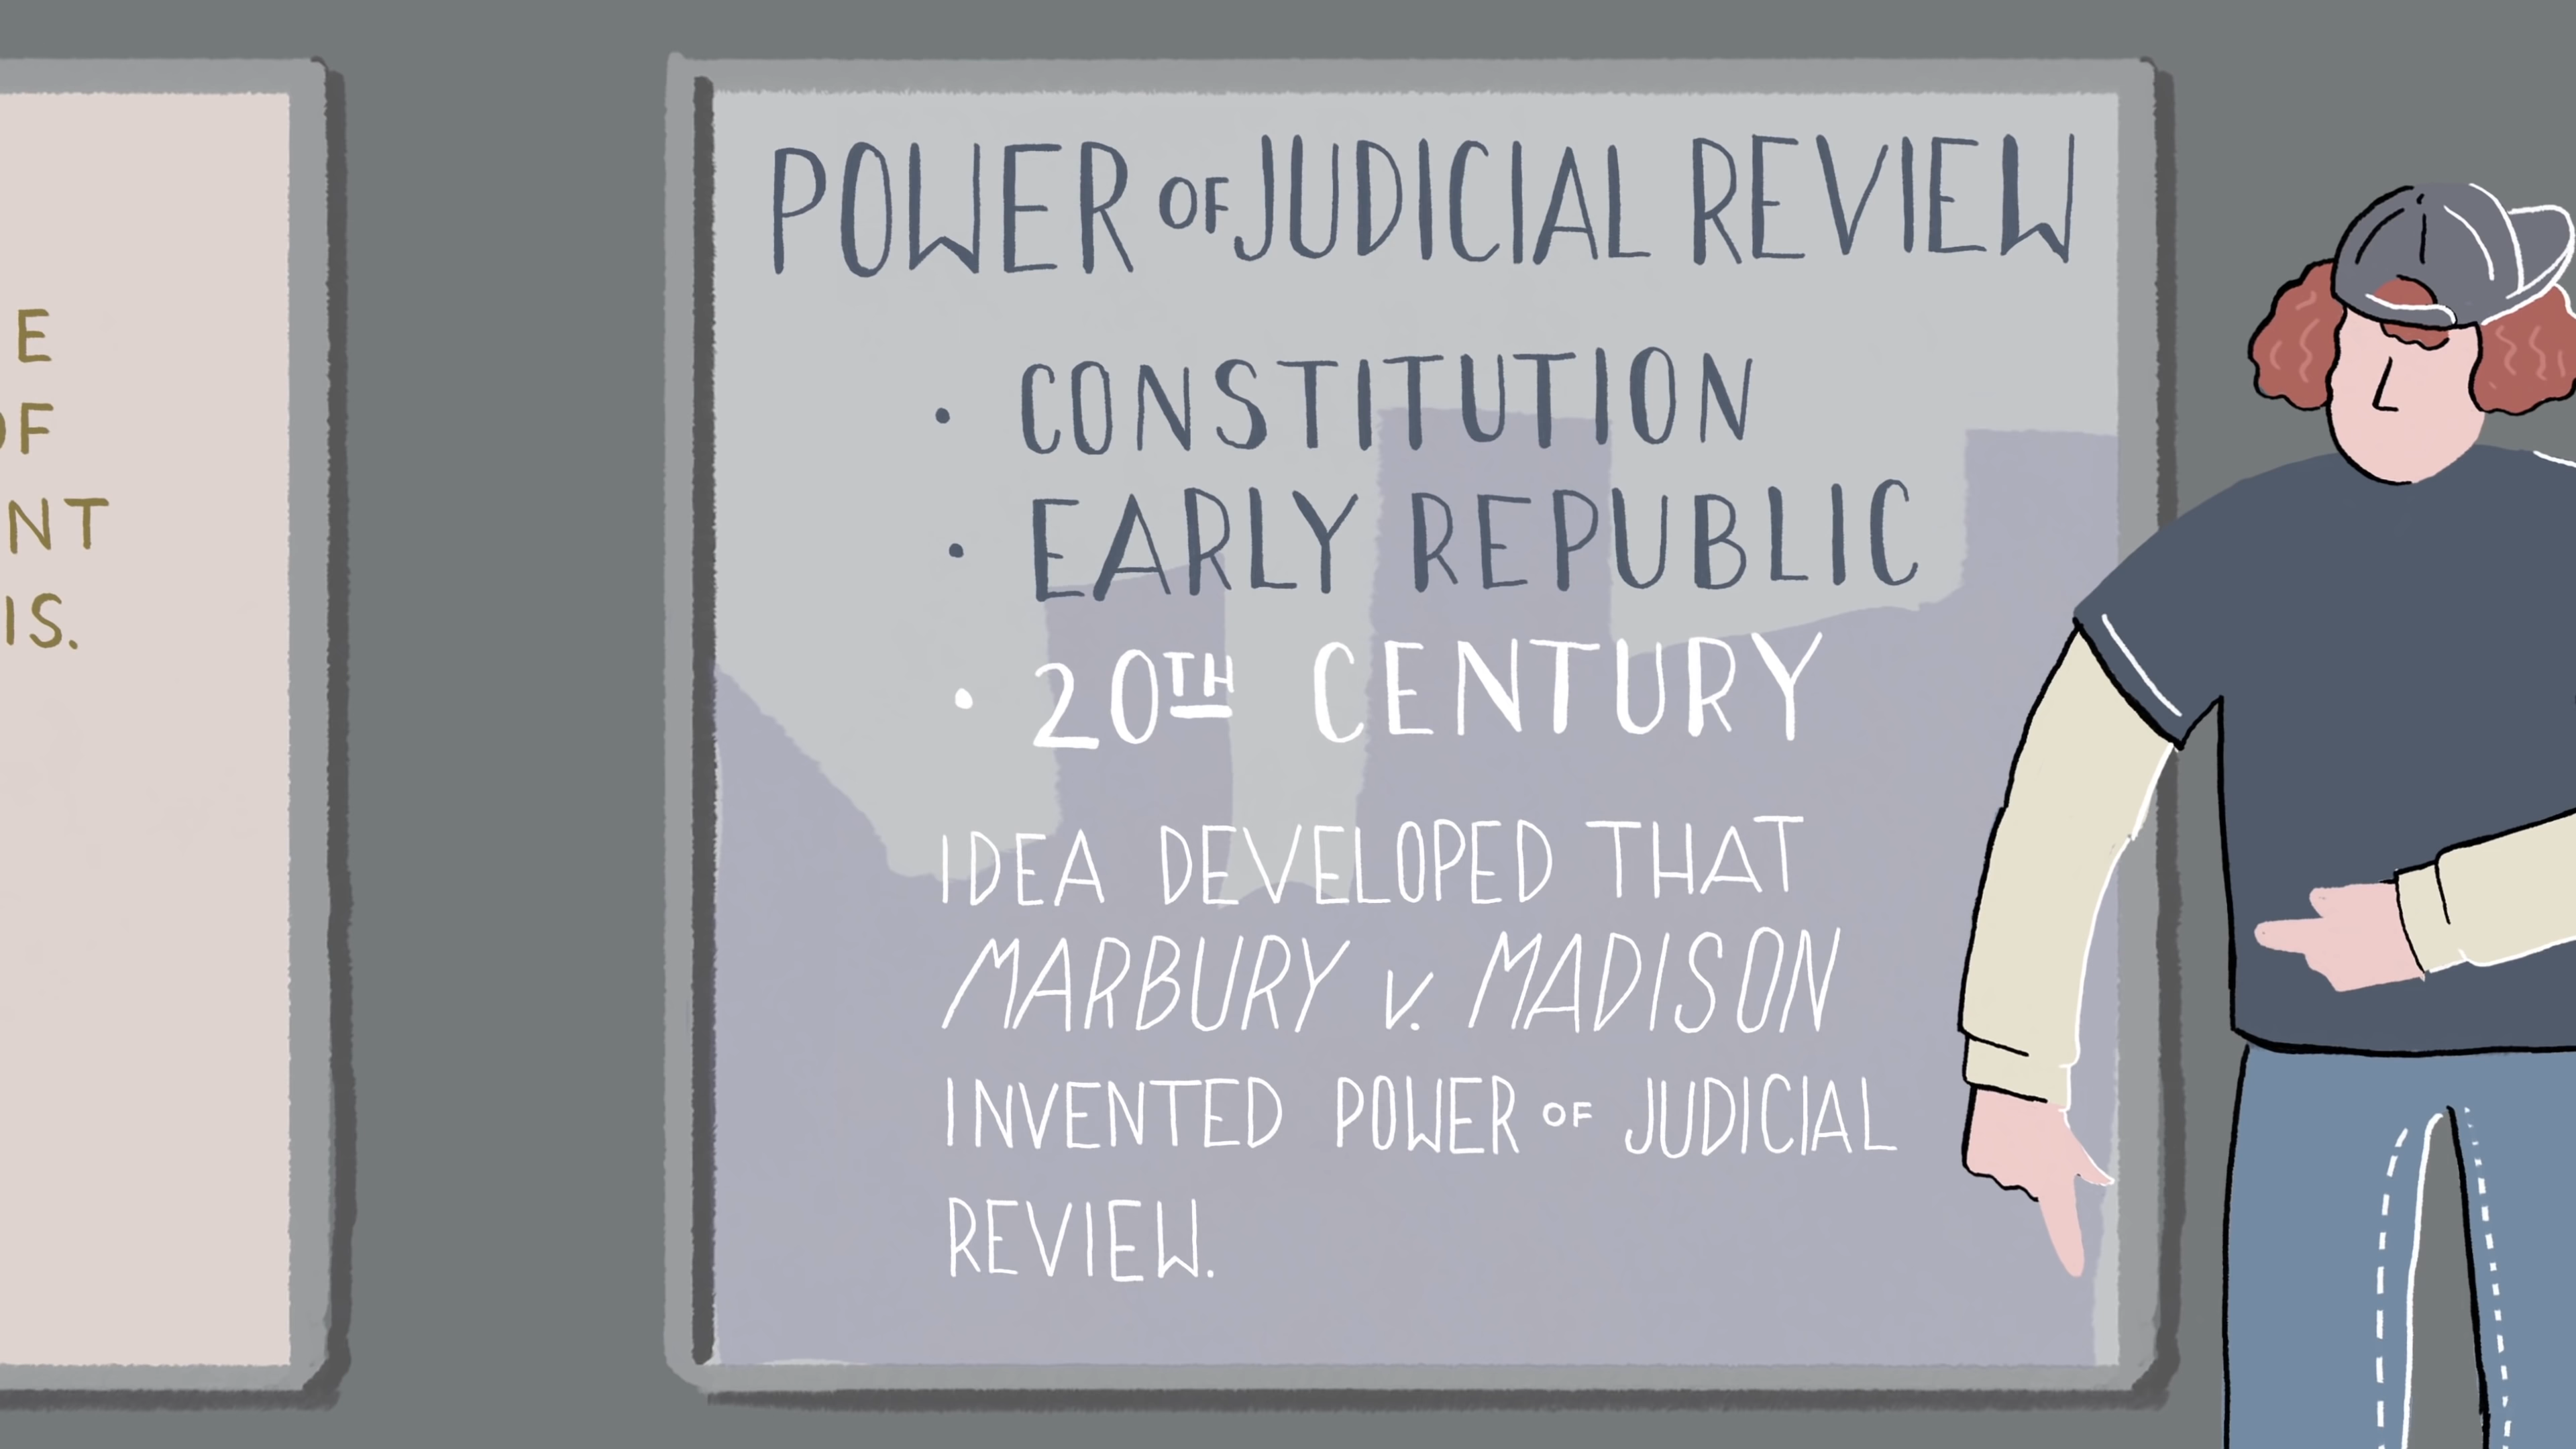 E
OF
NT
IS.
POWER OF JUDICIAL REVIEW
• CONSTITUTION
• EARLY REPUBLIC
• 20TH CENTURY
IDEA DEVELOPED THAT
MARBURY v. MADISON
INVENTED POWER OF JUDICIAL
REVIEW.